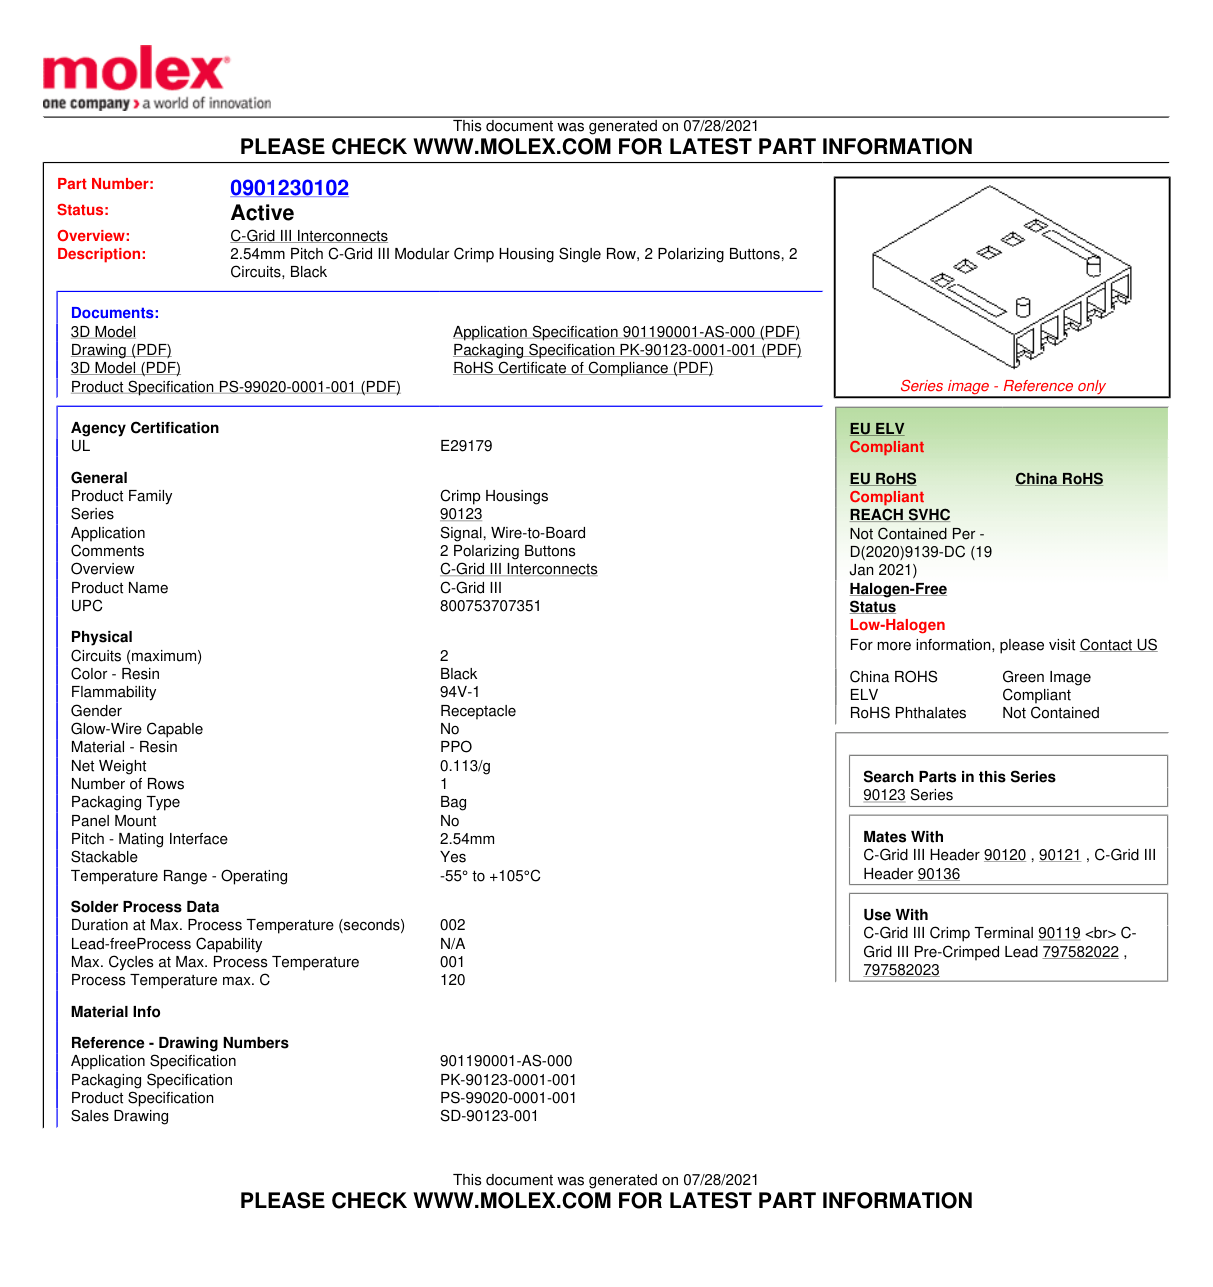 molex
one company › a world of innovation
This document was generated on 07/28/2021
PLEASE CHECK WWW.MOLEX.COM FOR LATEST PART INFORMATION
Part Number: 0901230102
Status: Active
Overview: C-Grid III Interconnects
Description: 2.54mm Pitch C-Grid III Modular Crimp Housing Single Row, 2 Polarizing Buttons, 2
Circuits, Black
Series image - Reference only
Documents:
3D Model Application Specification 901190001-AS-000 (PDF)
Drawing (PDF) Packaging Specification PK-90123-0001-001 (PDF)
3D Model (PDF) RoHS Certificate of Compliance (PDF)
Product Specification PS-99020-0001-001 (PDF)
Agency Certification
UL E29179
General
Product Family Crimp Housings
Series 90123
Application Signal, Wire-to-Board
Comments 2 Polarizing Buttons
Overview C-Grid III Interconnects
Product Name C-Grid III
UPC 800753707351
Physical
Circuits (maximum) 2
Color - Resin Black
Flammability 94V-1
Gender Receptacle
Glow-Wire Capable No
Material - Resin PPO
Net Weight 0.113/g
Number of Rows 1
Packaging Type Bag
Panel Mount No
Pitch - Mating Interface 2.54mm
Stackable Yes
Temperature Range - Operating -55° to +105°C
Solder Process Data
Duration at Max. Process Temperature (seconds) 002
Lead-freeProcess Capability N/A
Max. Cycles at Max. Process Temperature 001
Process Temperature max. C 120
Material Info
Reference - Drawing Numbers
Application Specification 901190001-AS-000
Packaging Specification PK-90123-0001-001
Product Specification PS-99020-0001-001
Sales Drawing SD-90123-001
EU ELV
Compliant
EU RoHS China RoHS
Compliant
REACH SVHC
Not Contained Per -
D(2020)9139-DC (19
Jan 2021)
Halogen-Free
Status
Low-Halogen
For more information, please visit Contact US
China ROHS Green Image
ELV Compliant
RoHS Phthalates Not Contained
Search Parts in this Series
90123 Series
Mates With
C-Grid III Header 90120 , 90121 , C-Grid III
Header 90136
Use With
C-Grid III Crimp Terminal 90119 <br> C-
Grid III Pre-Crimped Lead 797582022 ,
797582023
This document was generated on 07/28/2021
PLEASE CHECK WWW.MOLEX.COM FOR LATEST PART INFORMATION